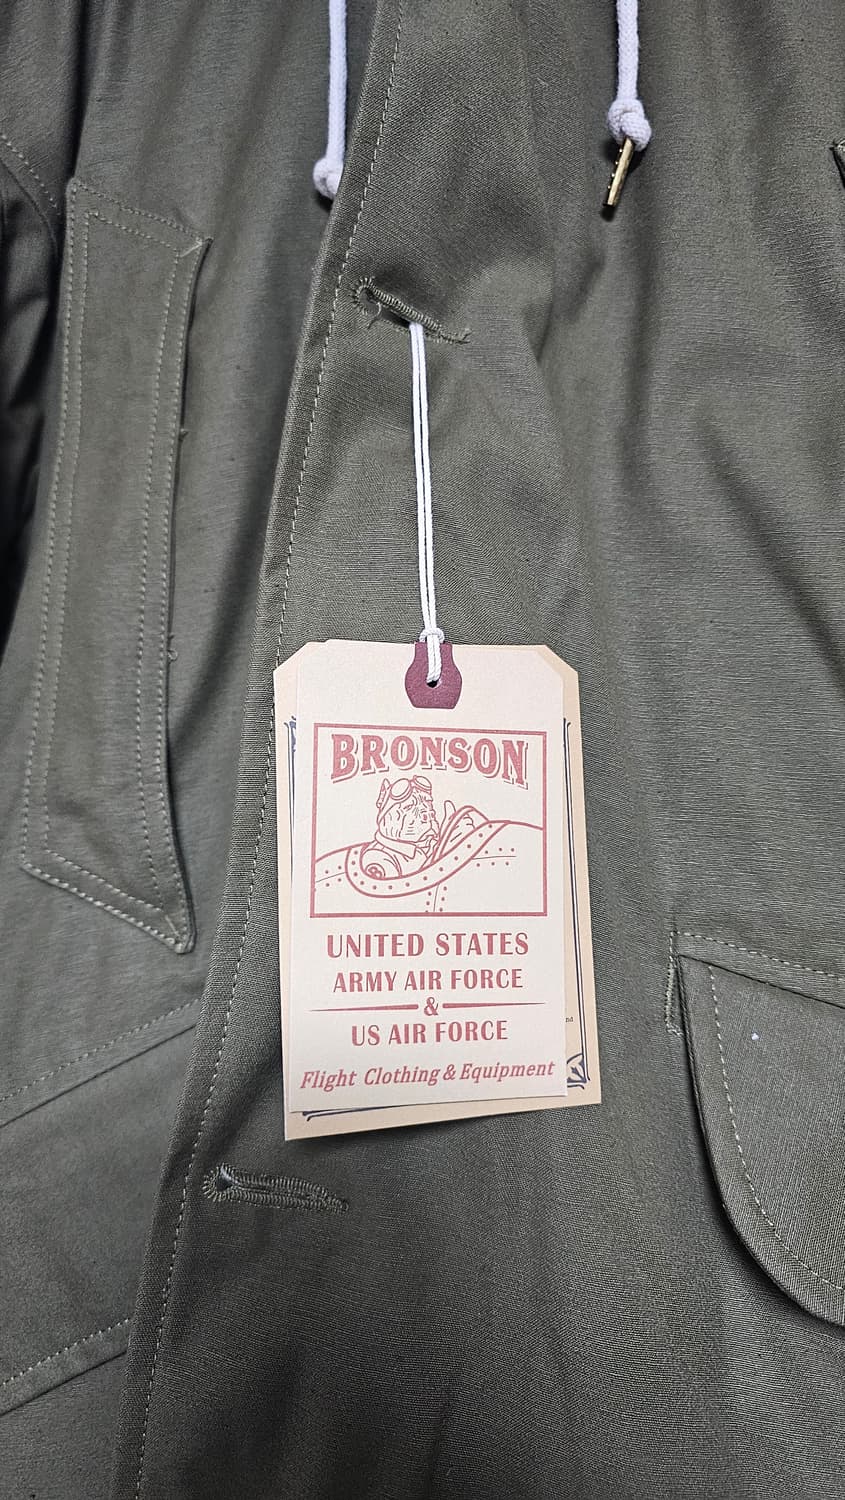 BRONSON
UNITED STATES
ARMY AIR FORCE
&
US AIR FORCE
Flight Clothing & Equipment